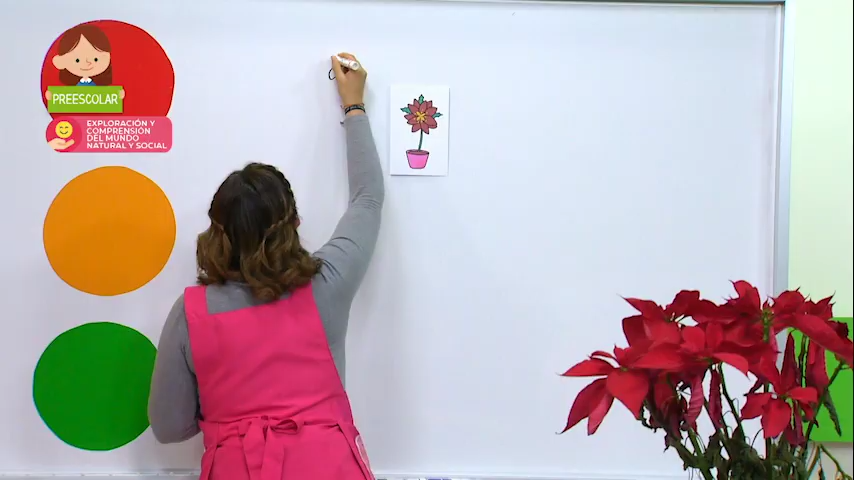 PREESCOLAR
EXPLORACIÓN Y
COMPRENSIÓN
DEL MUNDO
NATURAL Y SOCIAL